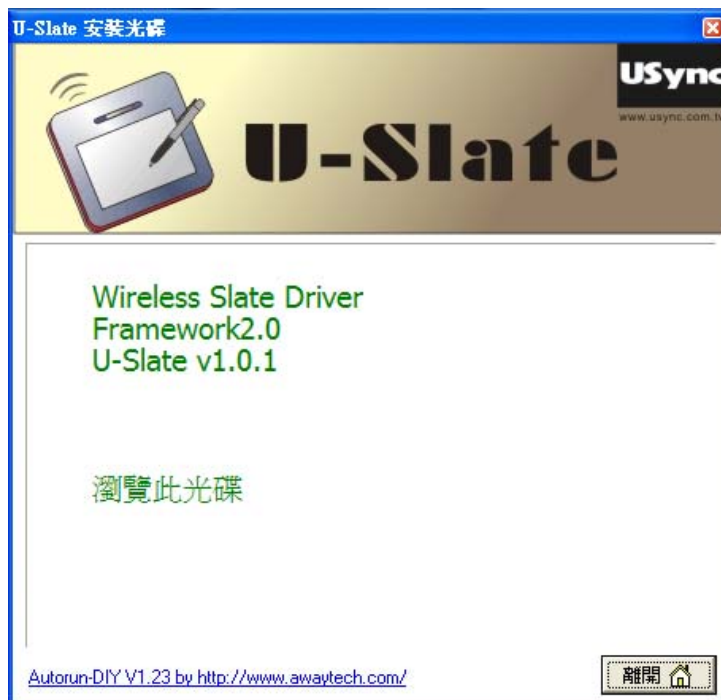 U-Slate 安裝光碟
USync
www.usync.com.tw
U-Slate
Wireless Slate Driver
Framework2.0
U-Slate v1.0.1
瀏覽此光碟
Autorun-DIY V1.23 by http://www.awaytech.com/
離開